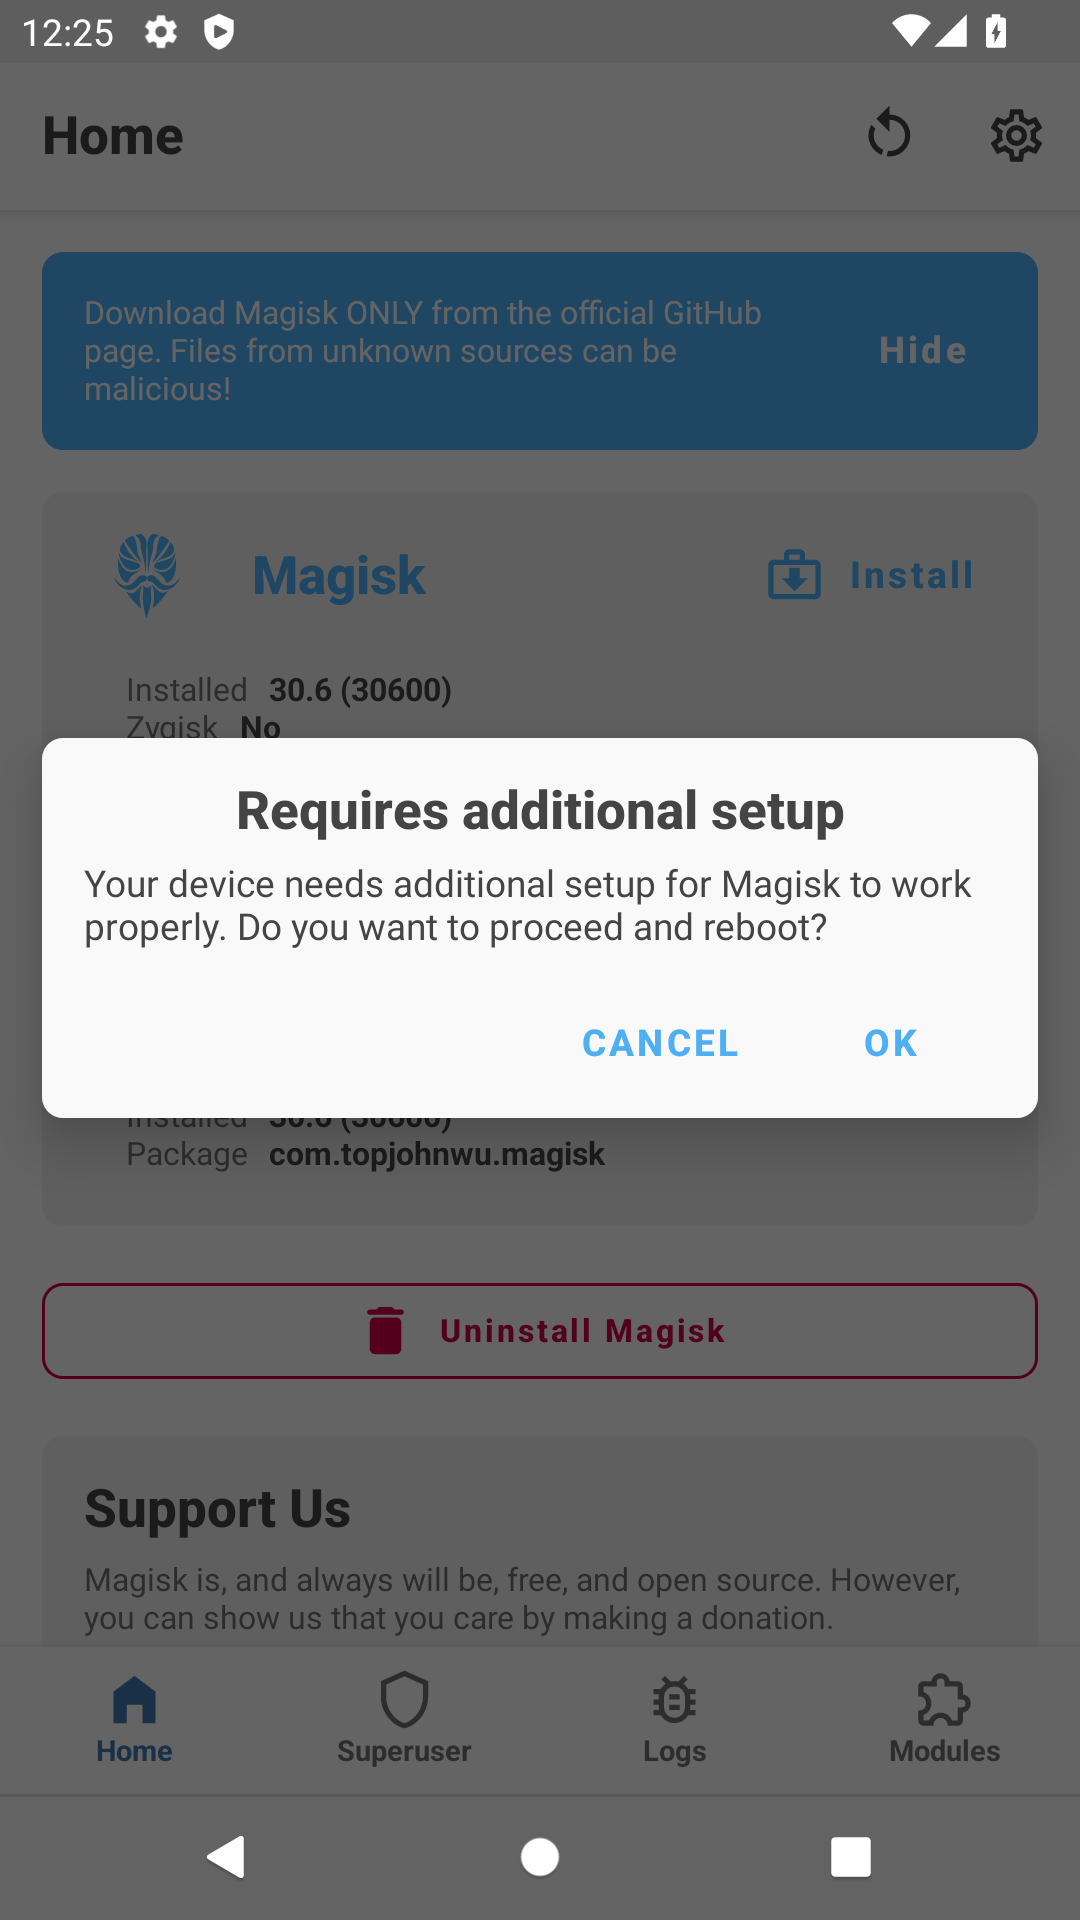 12:25
Home
Download Magisk ONLY from the official GitHub
page. Files from unknown sources can be
malicious!
Hide
Magisk
Install
Installed 30.6 (30600)
Zygisk No
Requires additional setup
Your device needs additional setup for Magisk to work
properly. Do you want to proceed and reboot?
CANCEL
OK
Installed 30.6 (30600)
Package com.topjohnwu.magisk
Uninstall Magisk
Support Us
Magisk is, and always will be, free, and open source. However,
you can show us that you care by making a donation.
Home
Superuser
Logs
Modules